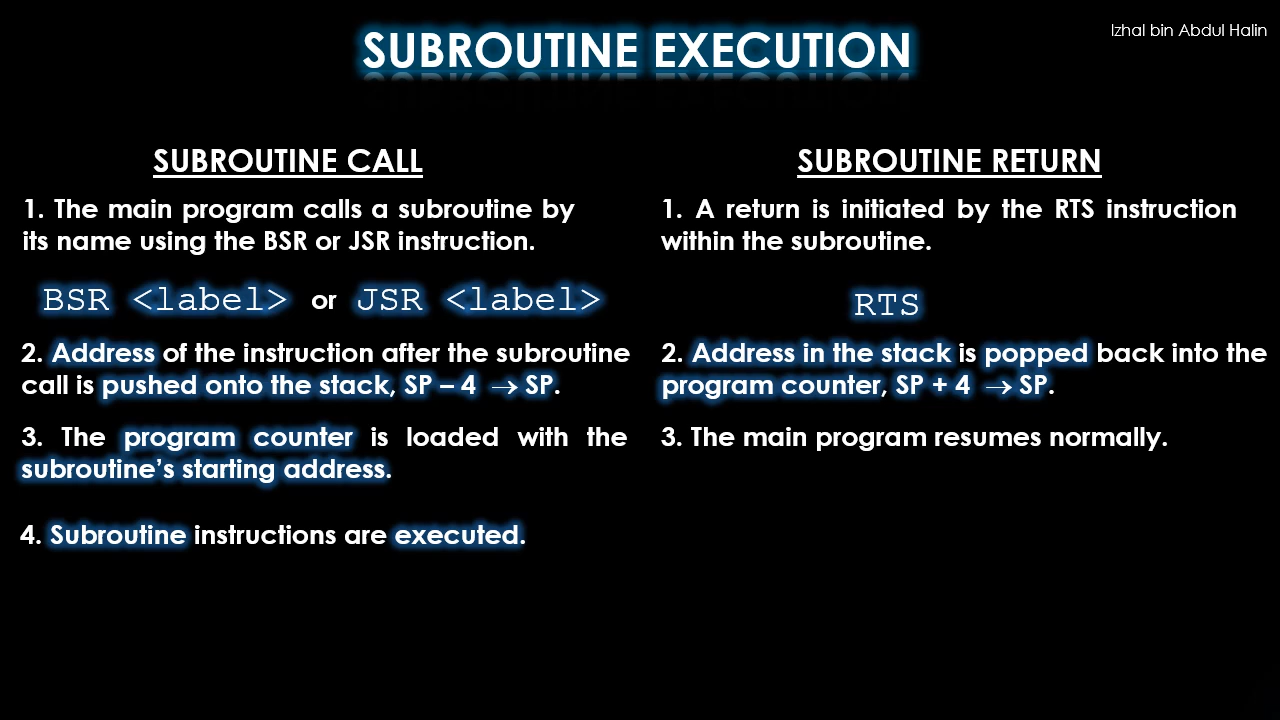 SUBROUTINE EXECUTION
Izhal bin Abdul Halin
SUBROUTINE CALL
1. The main program calls a subroutine by
its name using the BSR or JSR instruction.
BSR <label> or JSR <label>
2. Address of the instruction after the subroutine
call is pushed onto the stack, SP – 4 → SP.
3. The program counter is loaded with the
subroutine’s starting address.
4. Subroutine instructions are executed.
SUBROUTINE RETURN
1. A return is initiated by the RTS instruction
within the subroutine.
RTS
2. Address in the stack is popped back into the
program counter, SP + 4 → SP.
3. The main program resumes normally.